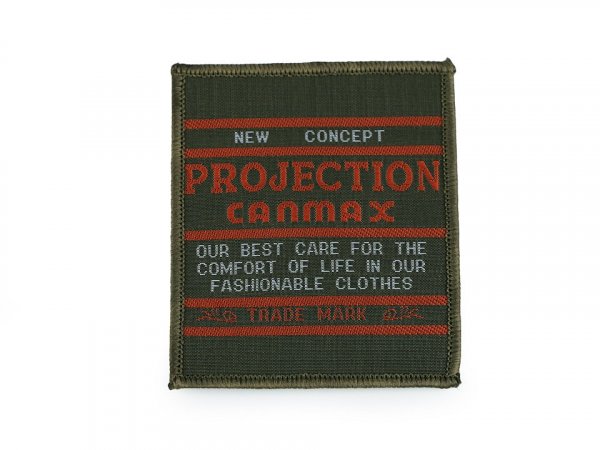 NEW CONCEPT
PROJECTION
canmax
OUR BEST CARE FOR THE
COMFORT OF LIFE IN OUR
FASHIONABLE CLOTHES
TRADE MARK